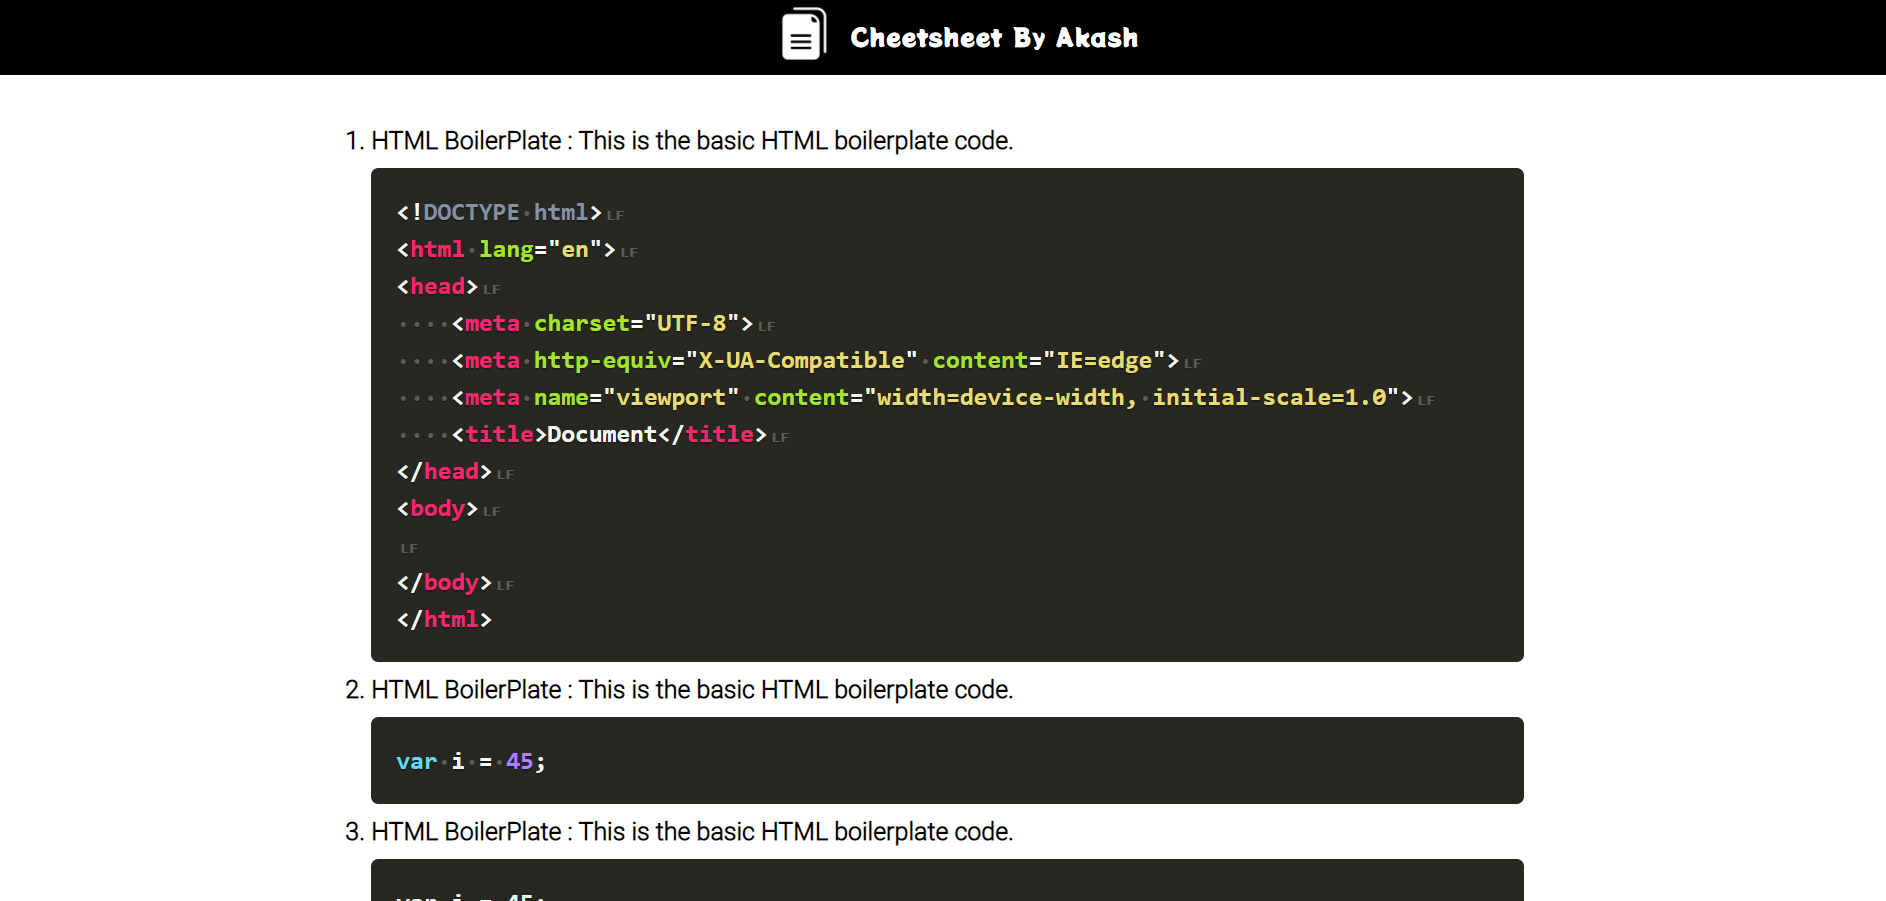 Cheetsheet By Akash
1. HTML BoilerPlate : This is the basic HTML boilerplate code.
<!DOCTYPE·html>LF
<html·lang="en">LF
<head>LF
····<meta·charset="UTF-8">LF
····<meta·http-equiv="X-UA-Compatible"·content="IE=edge">LF
····<meta·name="viewport"·content="width=device-width,·initial-scale=1.0">LF
····<title>Document</title>LF
</head>LF
<body>LF
LF
</body>LF
</html>
2. HTML BoilerPlate : This is the basic HTML boilerplate code.
var·i·=·45;
3. HTML BoilerPlate : This is the basic HTML boilerplate code.
var i = 45;